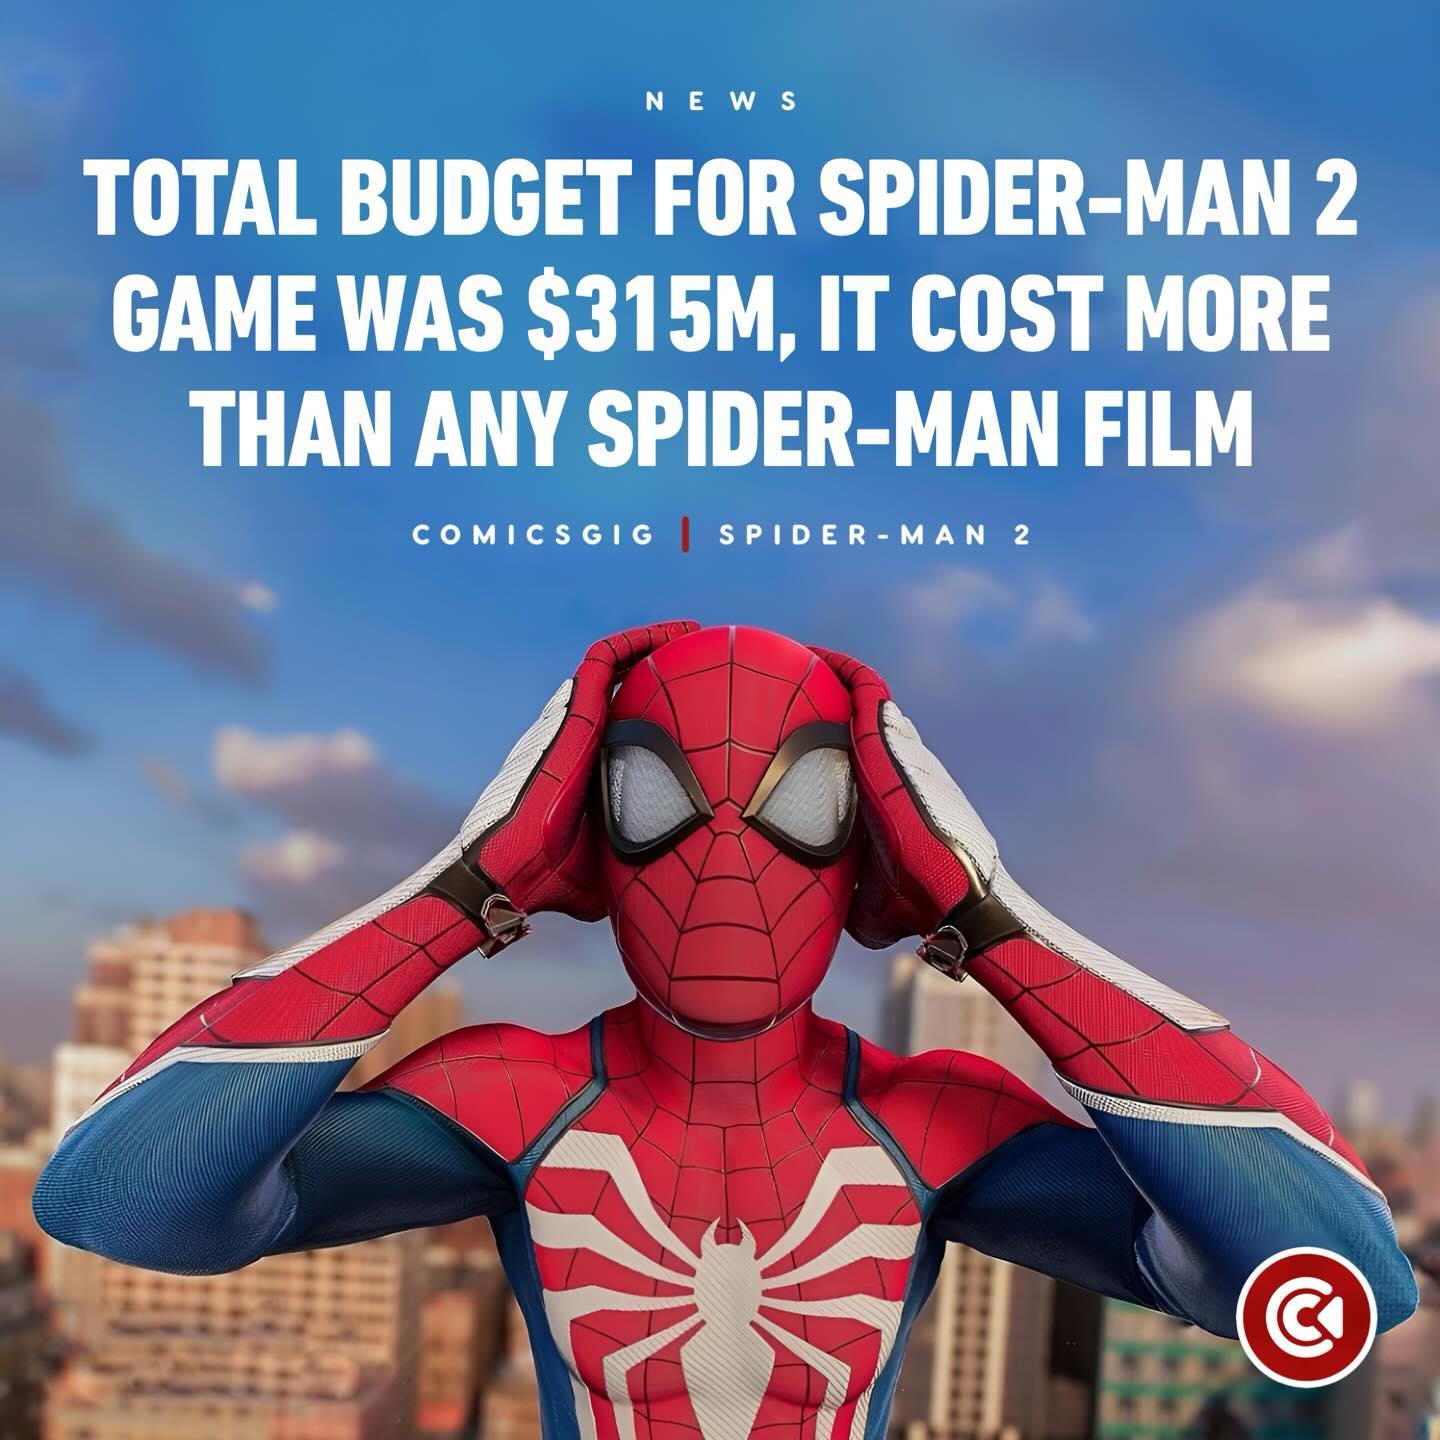 NEWS
TOTAL BUDGET FOR SPIDER-MAN 2
GAME WAS $315M, IT COST MORE
THAN ANY SPIDER-MAN FILM
COMICSGIG | SPIDER-MAN 2